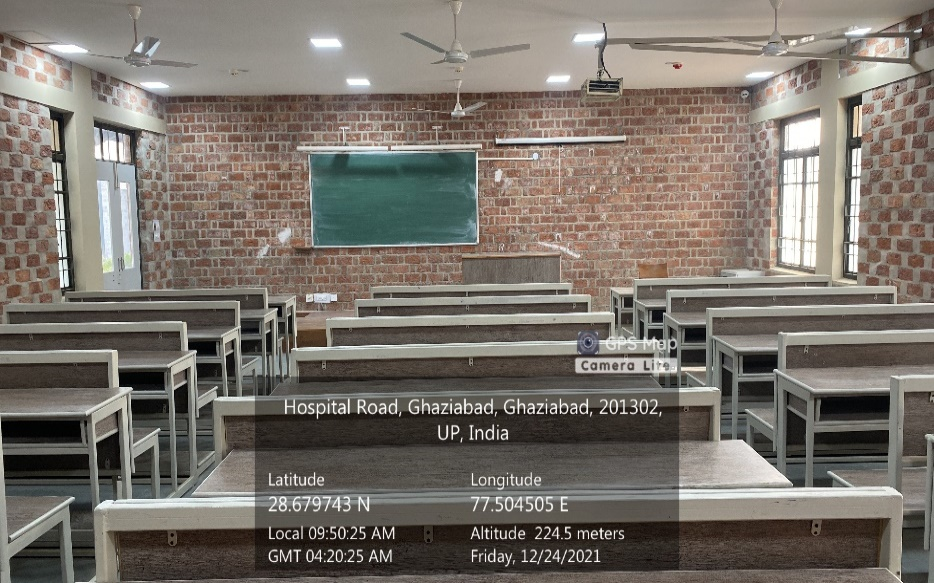 GPS Map
Camera Lite
Hospital Road, Ghaziabad, Ghaziabad, 201302,
UP, India
Latitude
28.679743 N
Longitude
77.504505 E
Local 09:50:25 AM
GMT 04:20:25 AM
Altitude 224.5 meters
Friday, 12/24/2021